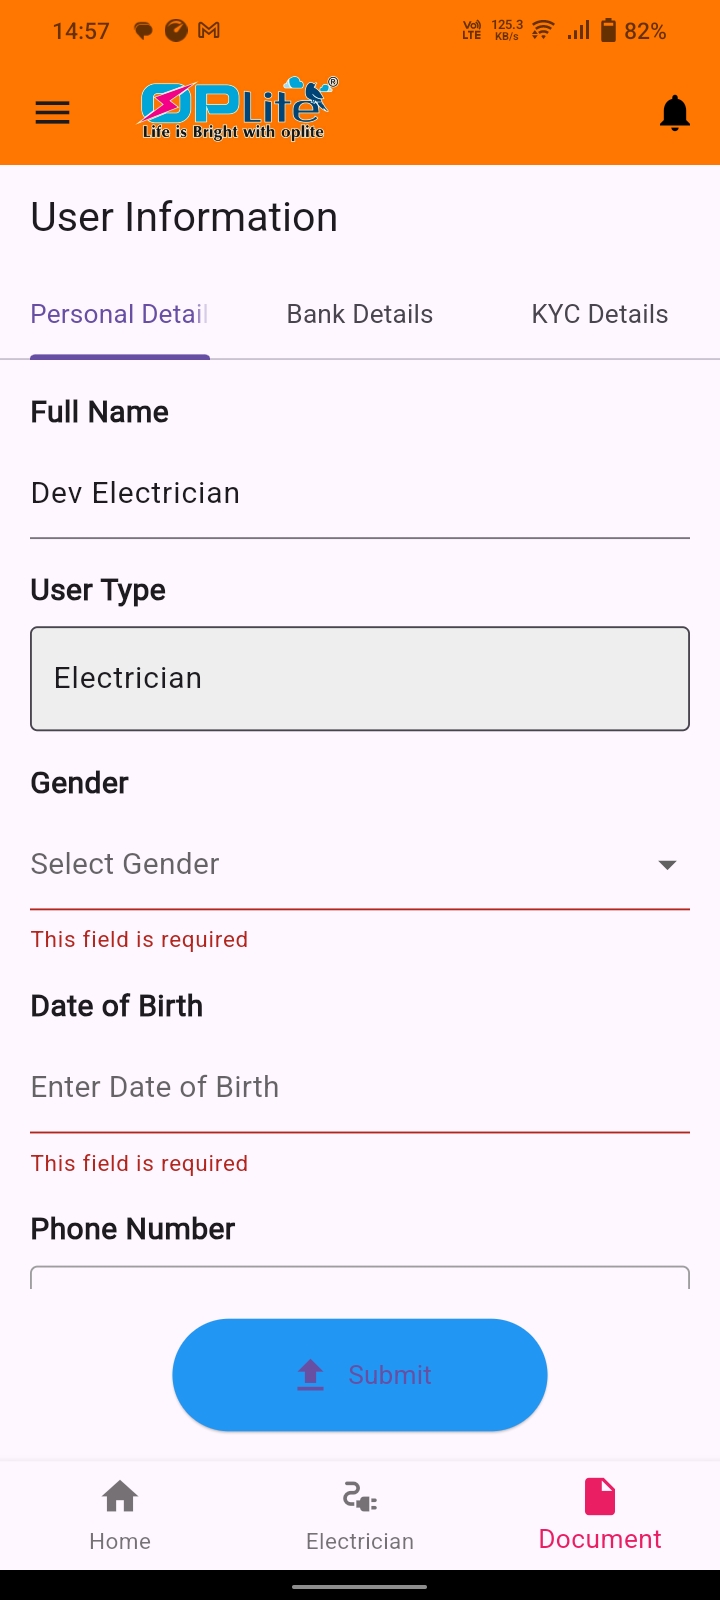 14:57 Vo) LTE 125.3 KB/s 82%
OPLite ®
Life is Bright with oplite
User Information
Personal Detail Bank Details KYC Details
Full Name
Dev Electrician
User Type
Electrician
Gender
Select Gender
This field is required
Date of Birth
Enter Date of Birth
This field is required
Phone Number
Submit
Home Electrician Document